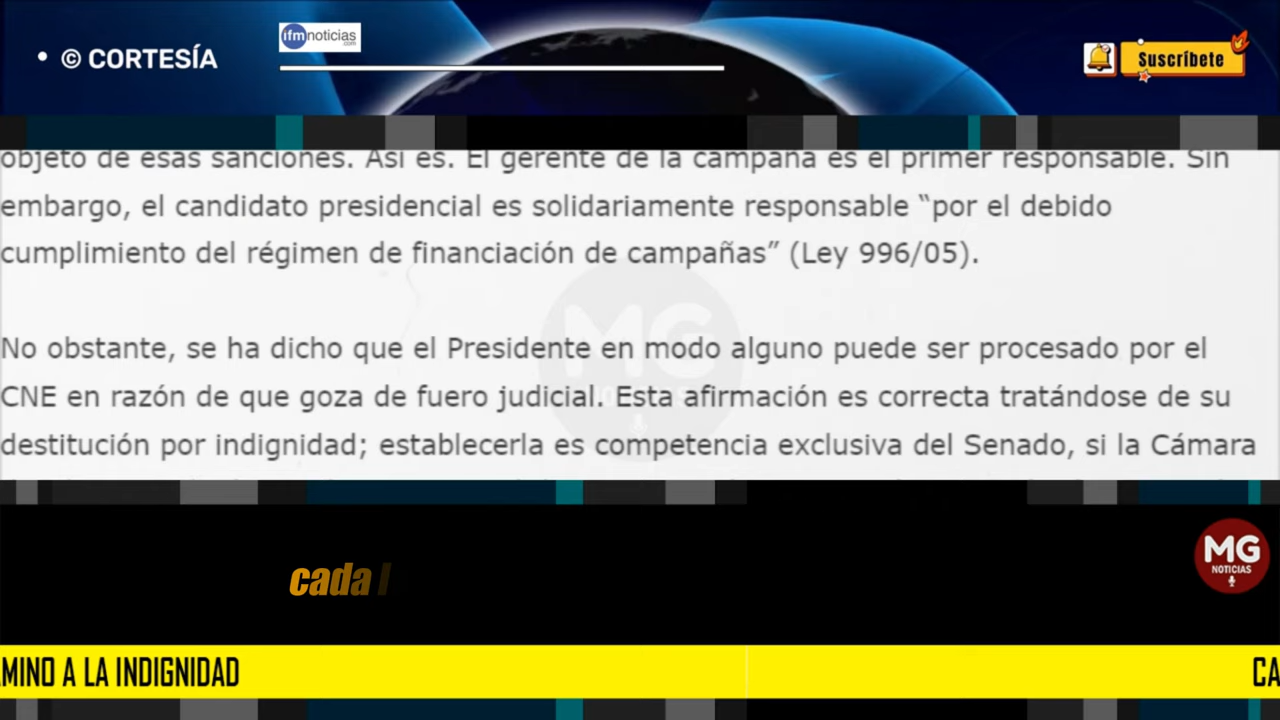 • © CORTESÍA
ifmnoticias
.com
Suscríbete
objeto de esas sanciones. Así es. El gerente de la campaña es el primer responsable. Sin
embargo, el candidato presidencial es solidariamente responsable “por el debido
cumplimiento del régimen de financiación de campañas” (Ley 996/05).
No obstante, se ha dicho que el Presidente en modo alguno puede ser procesado por el
CNE en razón de que goza de fuero judicial. Esta afirmación es correcta tratándose de su
destitución por indignidad; establecerla es competencia exclusiva del Senado, si la Cámara
MG
NOTICIAS
cada
MINO A LA INDIGNIDAD
CA